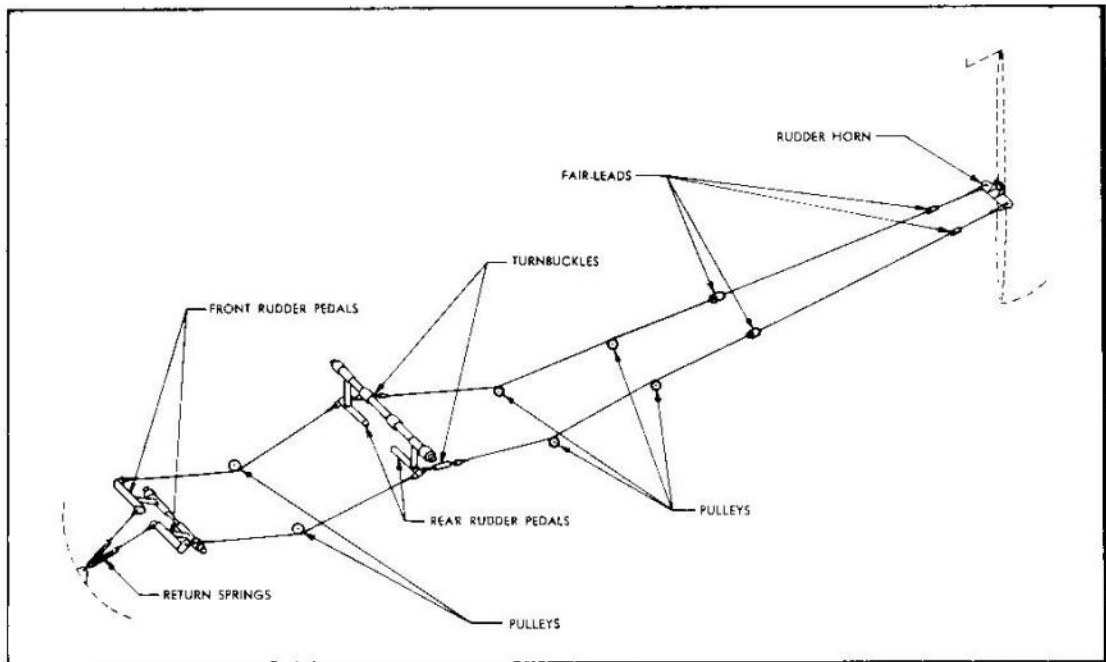 RUDDER HORN
FAIR-LEADS
TURNBUCKLES
FRONT RUDDER PEDALS
REAR RUDDER PEDALS
PULLEYS
RETURN SPRINGS
PULLEYS